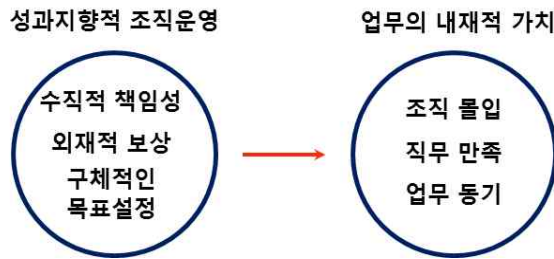 성과지향적 조직운영
수직적 책임성
외재적 보상
구체적인
목표설정
업무의 내재적 가치
조직 몰입
직무 만족
업무 동기